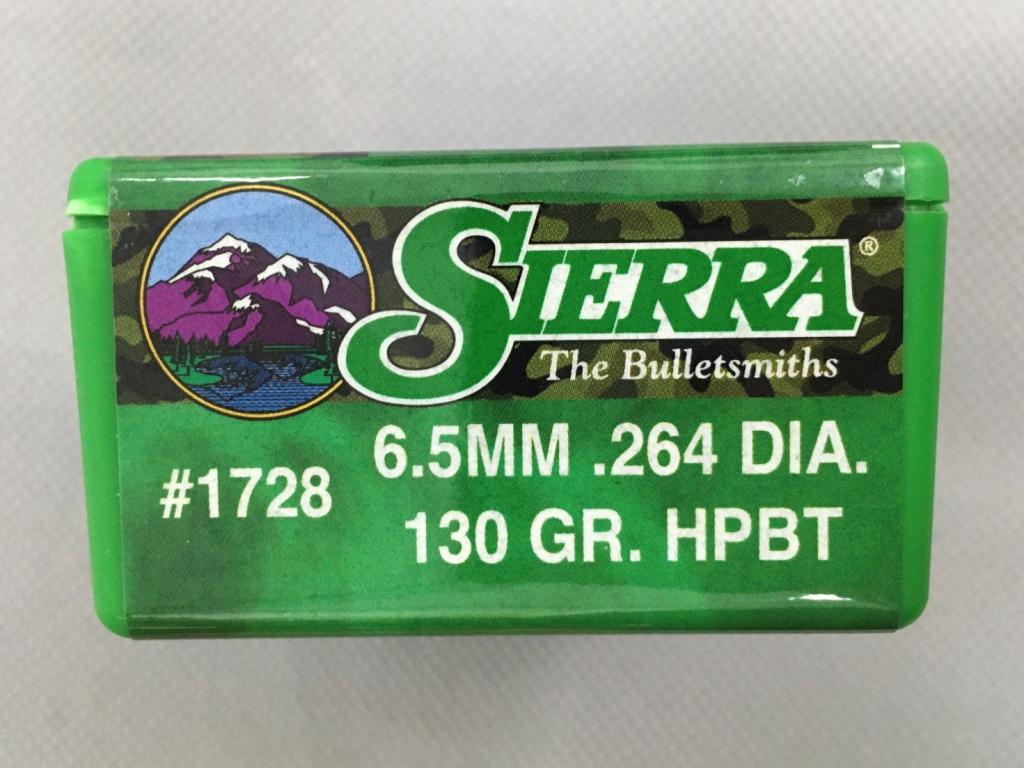 SIERRA®
The Bulletsmiths
6.5MM .264 DIA.
#1728
130 GR. HPBT